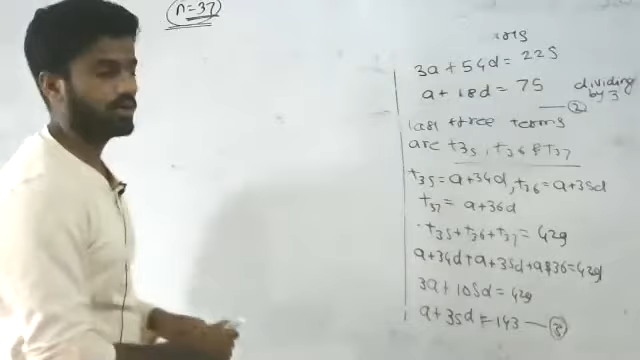 n=37
3a + 54d = 225
a + 18d = 75 dividing by 3
— ②
last three terms
are t35, t36 & t37
t35 = a+34d, t36 = a+35d
t37 = a+36d
t35 + t36 + t37 = 429
a+34d+a+35d+a+36=429
3a + 105d = 429
a + 35d = 143 — ③